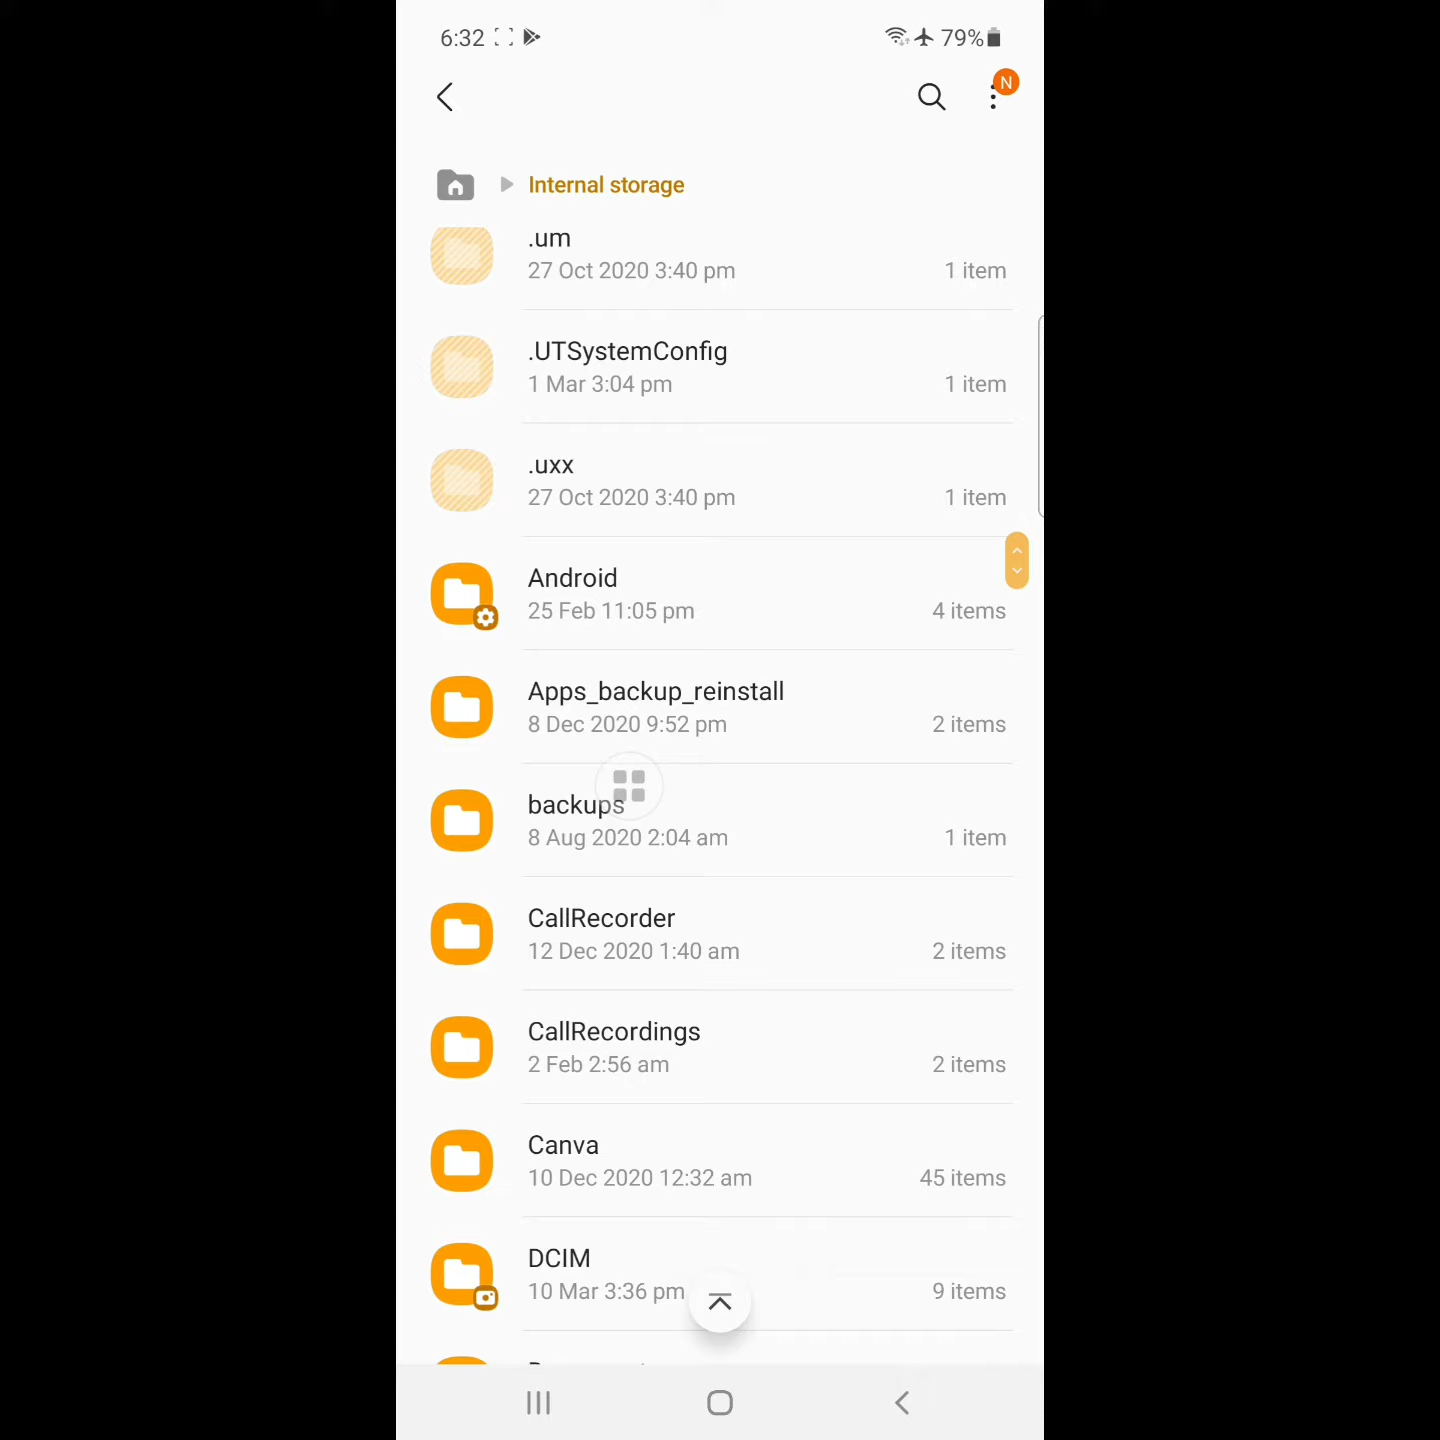 6:32 79%
N
Internal storage
.um
27 Oct 2020 3:40 pm 1 item
.UTSystemConfig
1 Mar 3:04 pm 1 item
.uxx
27 Oct 2020 3:40 pm 1 item
Android
25 Feb 11:05 pm 4 items
Apps_backup_reinstall
8 Dec 2020 9:52 pm 2 items
backups
8 Aug 2020 2:04 am 1 item
CallRecorder
12 Dec 2020 1:40 am 2 items
CallRecordings
2 Feb 2:56 am 2 items
Canva
10 Dec 2020 12:32 am 45 items
DCIM
10 Mar 3:36 pm 9 items